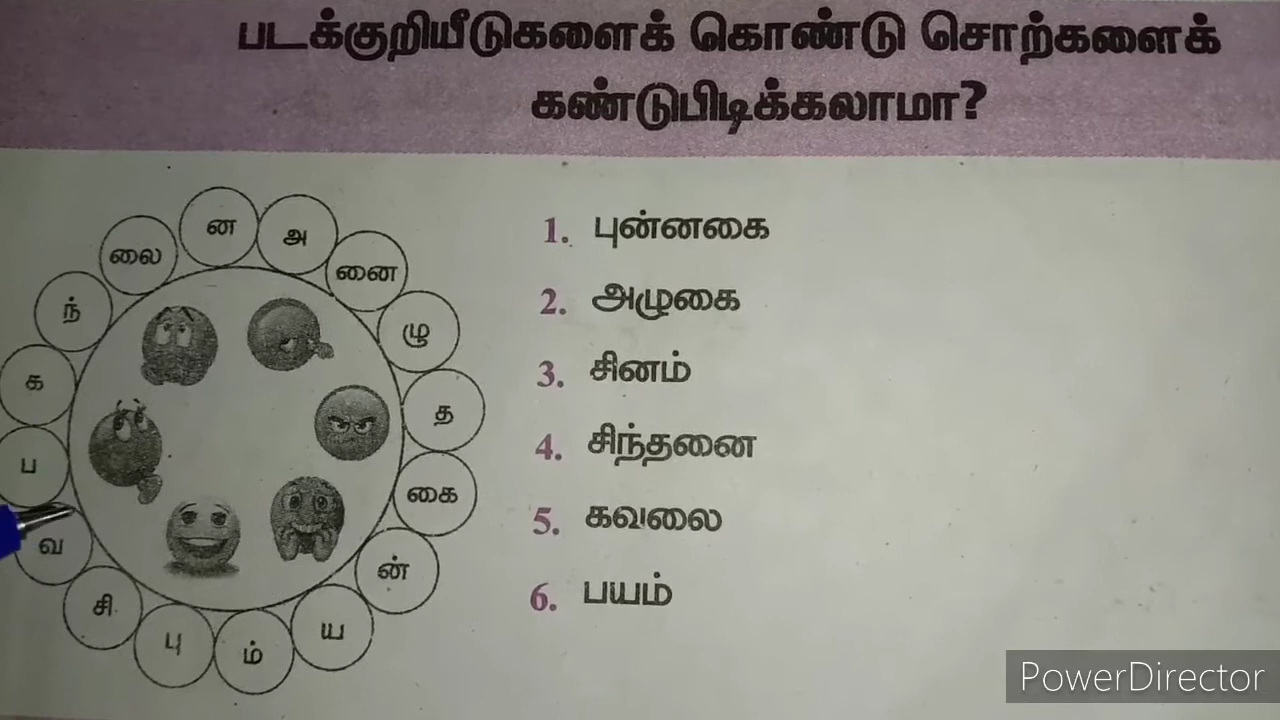 படக்குறியீடுகளைக் கொண்டு சொற்களைக்
கண்டுபிடிக்கலாமா?
ன
அ
னை
ழு
த
கை
ன்
ய
ம்
பு
சி
வ
ப
க
ந்
லை
1. புன்னகை
2. அழுகை
3. சினம்
4. சிந்தனை
5. கவலை
6. பயம்
PowerDirector